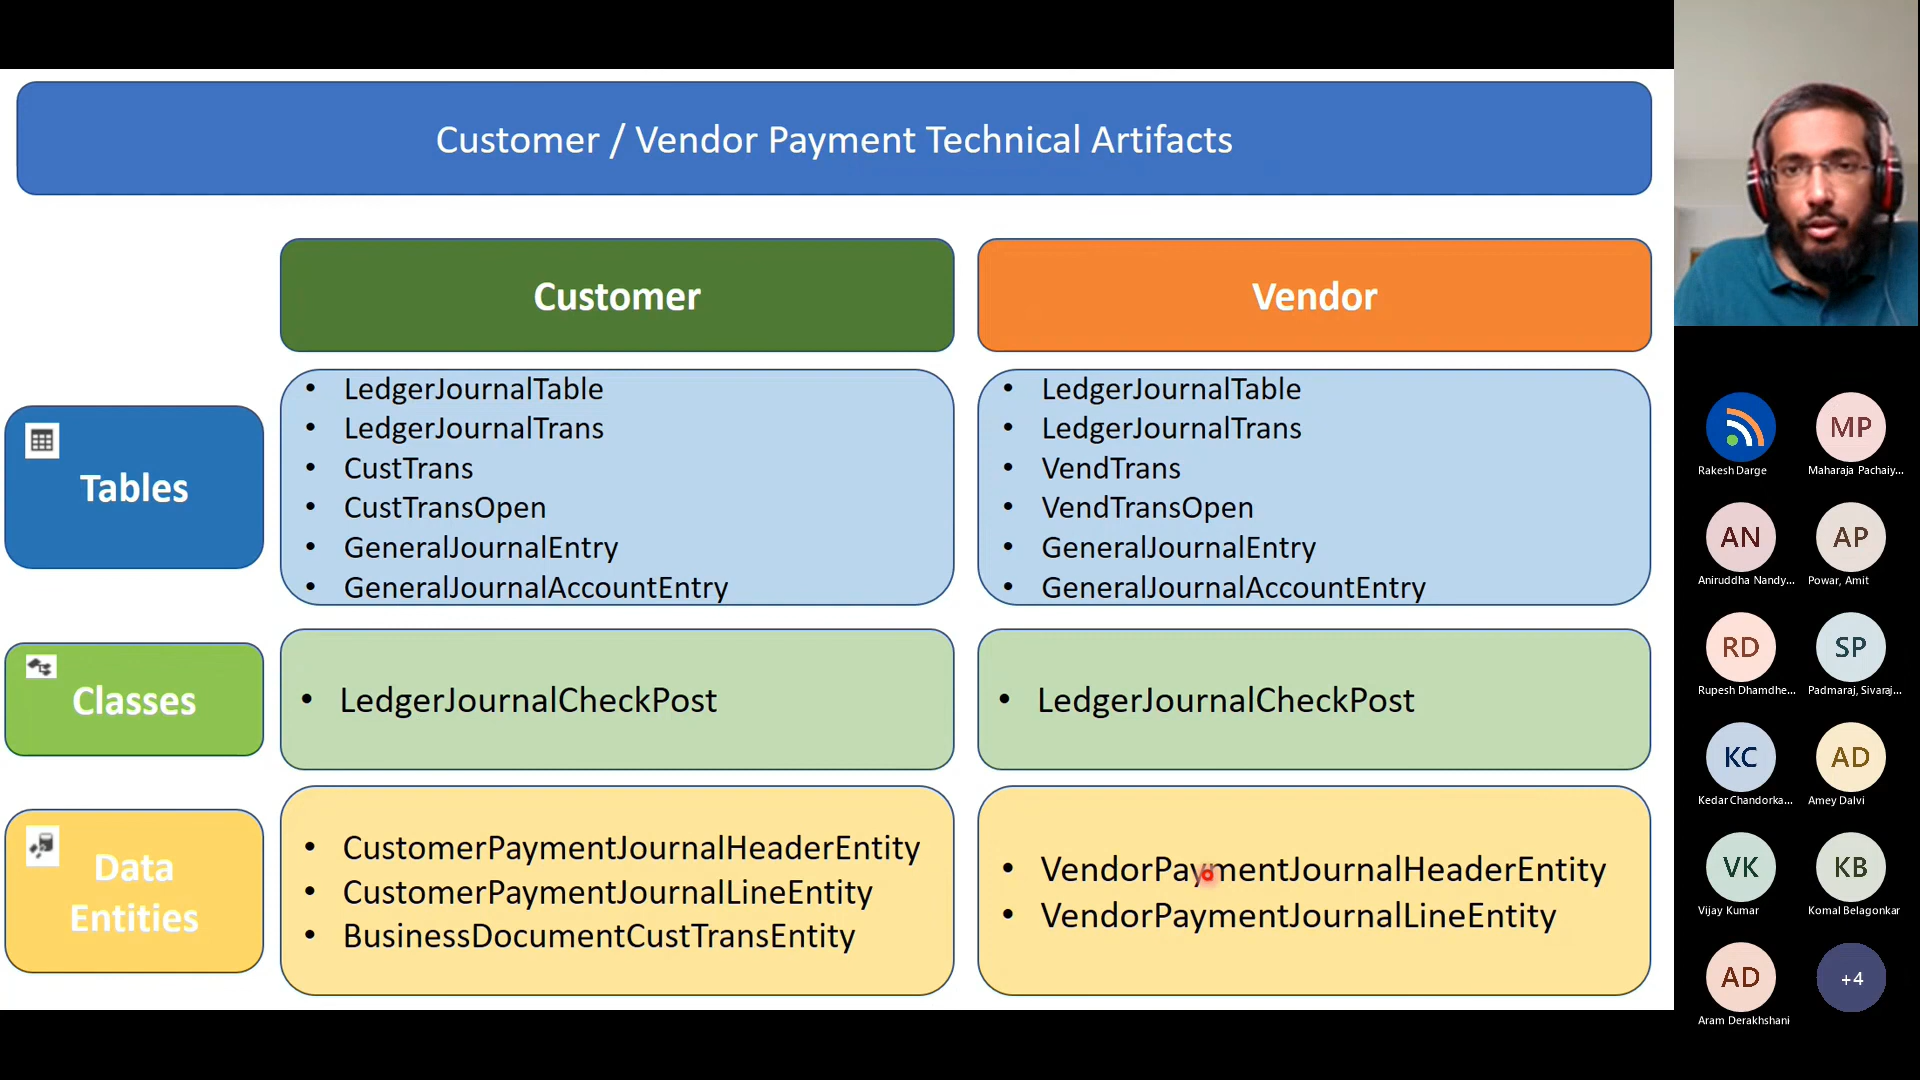 Customer / Vendor Payment Technical Artifacts
Customer
Vendor
Tables
• LedgerJournalTable
• LedgerJournalTrans
• CustTrans
• CustTransOpen
• GeneralJournalEntry
• GeneralJournalAccountEntry
• LedgerJournalTable
• LedgerJournalTrans
• VendTrans
• VendTransOpen
• GeneralJournalEntry
• GeneralJournalAccountEntry
Classes
• LedgerJournalCheckPost
• LedgerJournalCheckPost
Data
Entities
• CustomerPaymentJournalHeaderEntity
• CustomerPaymentJournalLineEntity
• BusinessDocumentCustTransEntity
• VendorPaymentJournalHeaderEntity
• VendorPaymentJournalLineEntity
Rakesh Darge
MP
Maharaja Pachaiy...
AN
Aniruddha Nandy...
AP
Powar, Amit
RD
Rupesh Dhamdhe...
SP
Padmaraj, Sivaraj...
KC
Kedar Chandorka...
AD
Amey Dalvi
VK
Vijay Kumar
KB
Komal Belagonkar
AD
Aram Derakhshani
+4